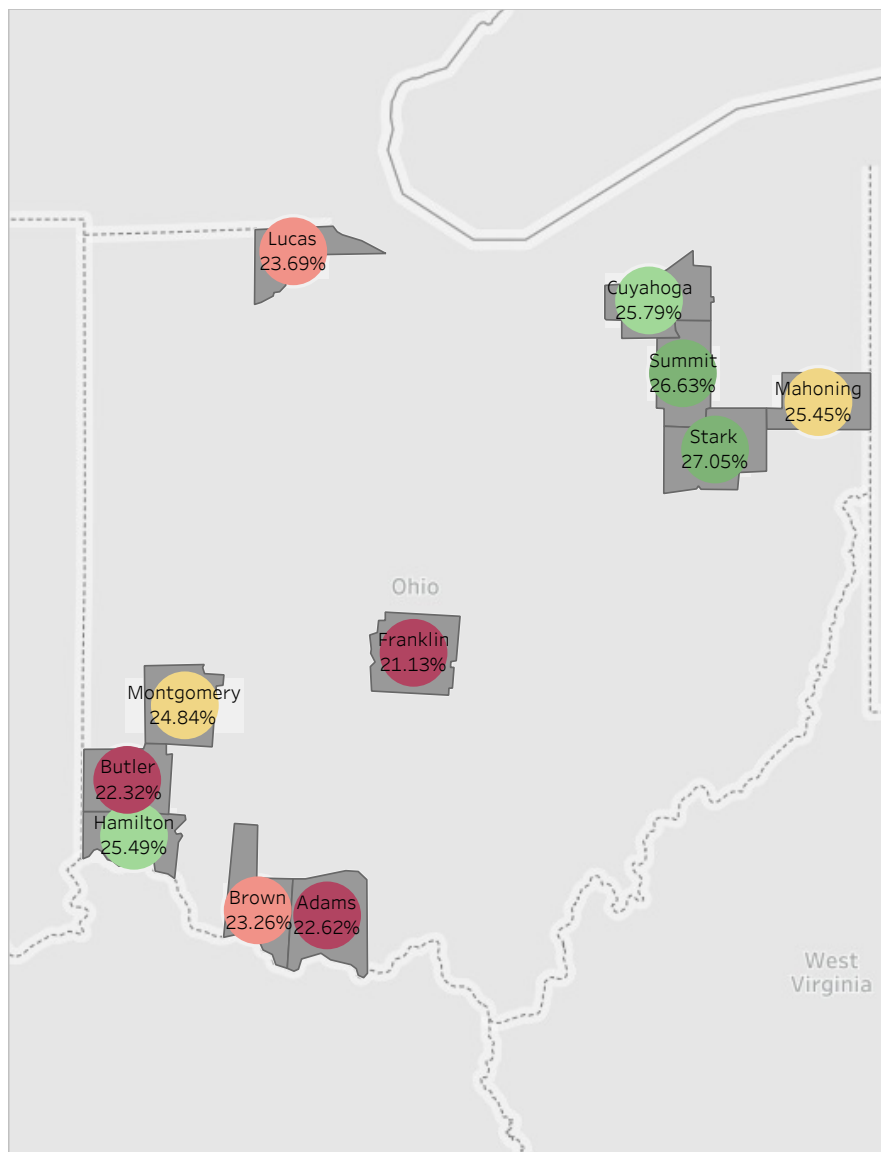 Lucas
23.69%
Cuyahoga
25.79%
Summit
26.63%
Mahoning
25.45%
Stark
27.05%
Ohio
Franklin
21.13%
Montgomery
24.84%
Butler
22.32%
Hamilton
25.49%
Brown
23.26%
Adams
22.62%
West
Virginia